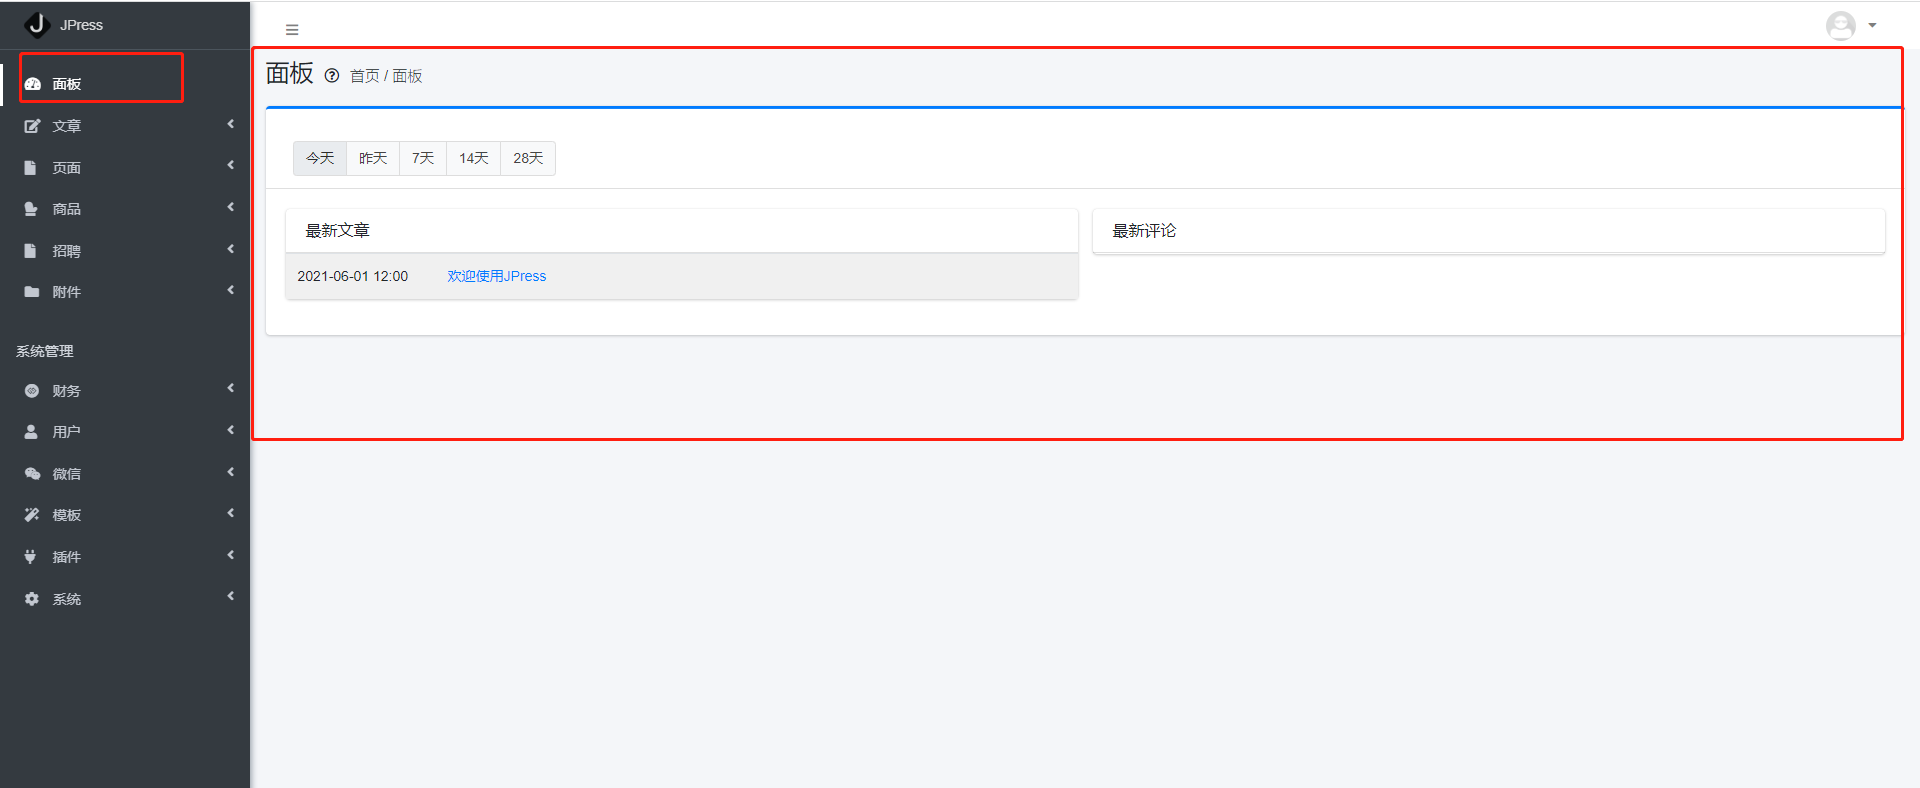 JPress
面板
文章
页面
商品
招聘
附件
系统管理
财务
用户
微信
模板
插件
系统
面板 首页 / 面板
今天 昨天 7天 14天 28天
最新文章
2021-06-01 12:00 欢迎使用JPress
最新评论